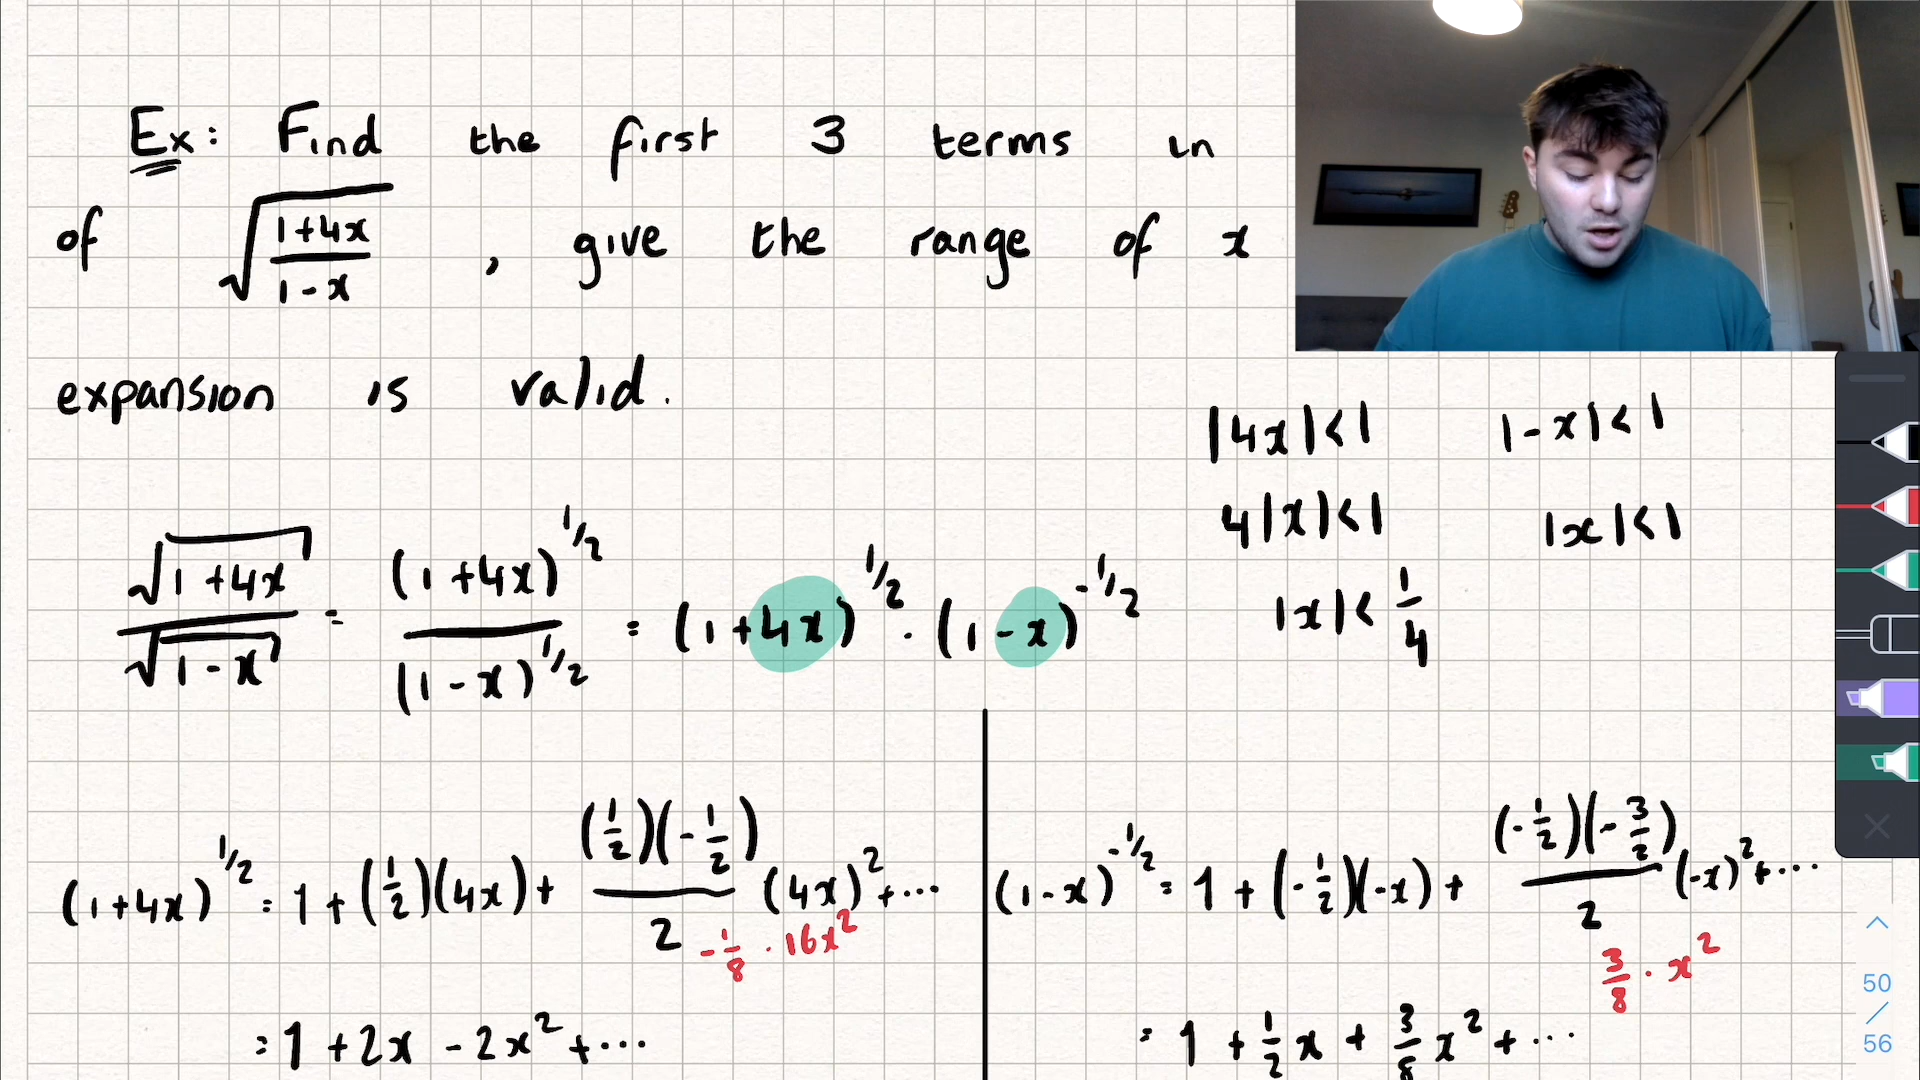 Ex: Find the first 3 terms in
of √((1+4x)/(1-x)), give the range of x
expansion is valid.
|4x|<1
|-x|<1
4|x|<1
|x|<1
|x|<1/4
√(1+4x)/√(1-x) = (1+4x)^1/2/(1-x)^1/2 = (1+4x)^1/2 · (1-x)^-1/2
(1+4x)^1/2 = 1+(1/2)(4x)+(1/2)(-1/2)/2 (4x)^2+...
-1/8 · 16x^2
= 1+2x-2x^2+...
(1-x)^-1/2 = 1+(-1/2)(-x)+(-1/2)(-3/2)/2 (-x)^2+...
3/8 · x^2
= 1+1/2x+3/8x^2+...
50
/
56